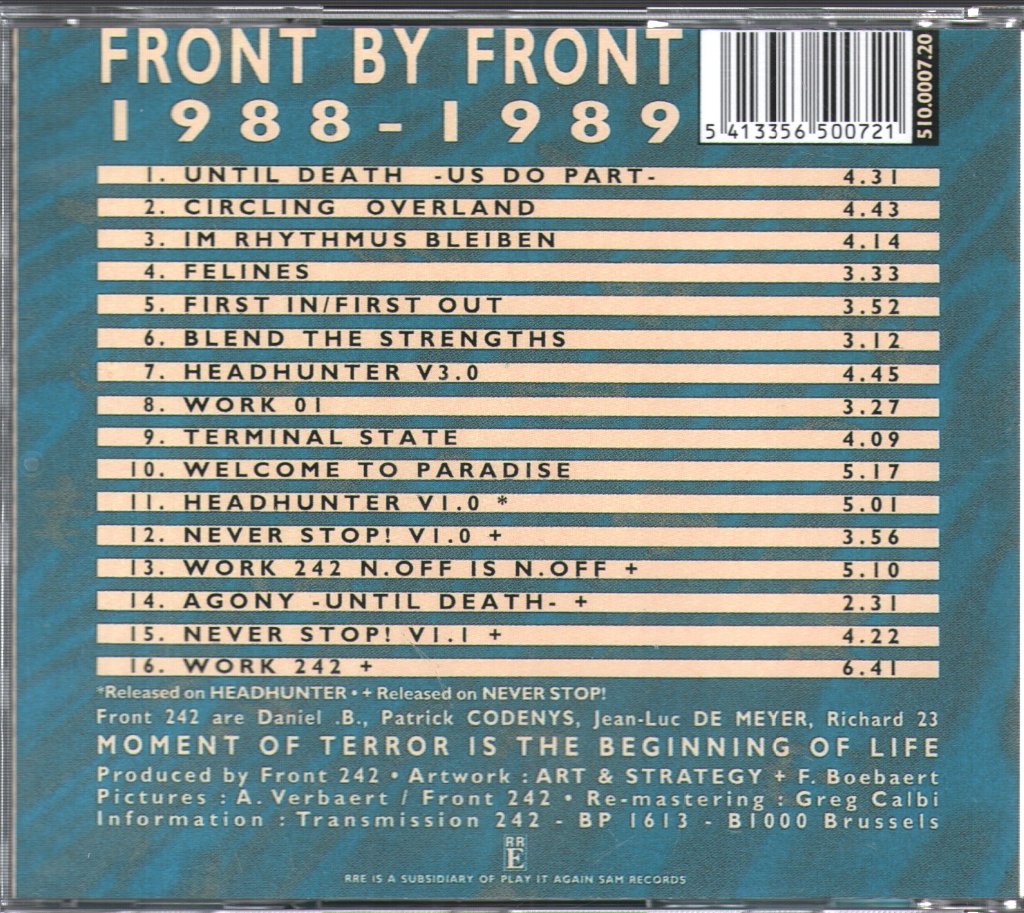 FRONT BY FRONT
1988-1989
5 413356 500721
510.0007.20
1. UNTIL DEATH -US DO PART- 4.31
2. CIRCLING OVERLAND 4.43
3. IM RHYTHMUS BLEIBEN 4.14
4. FELINES 3.33
5. FIRST IN/FIRST OUT 3.52
6. BLEND THE STRENGTHS 3.12
7. HEADHUNTER V3.0 4.45
8. WORK 01 3.27
9. TERMINAL STATE 4.09
10. WELCOME TO PARADISE 5.17
11. HEADHUNTER V1.0 * 5.01
12. NEVER STOP! V1.0 + 3.56
13. WORK 242 N.OFF IS N.OFF + 5.10
14. AGONY -UNTIL DEATH- + 2.31
15. NEVER STOP! V1.1 + 4.22
16. WORK 242 + 6.41
*Released on HEADHUNTER • + Released on NEVER STOP!
Front 242 are Daniel .B., Patrick CODENYS, Jean-Luc DE MEYER, Richard 23
MOMENT OF TERROR IS THE BEGINNING OF LIFE
Produced by Front 242 • Artwork : ART & STRATEGY + F. Boebaert
Pictures : A. Verbaert / Front 242 • Re-mastering : Greg Calbi
Information : Transmission 242 - BP 1613 - B1000 Brussels
RR
E
RRE IS A SUBSIDIARY OF PLAY IT AGAIN SAM RECORDS